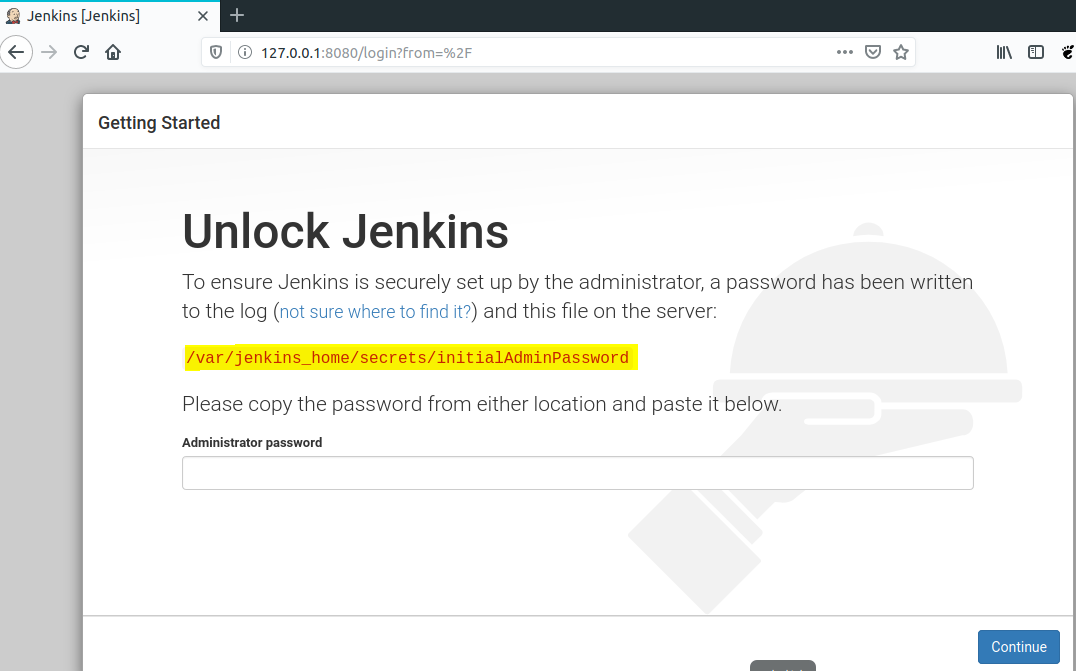 Jenkins [Jenkins]
127.0.0.1:8080/login?from=%2F
Getting Started
Unlock Jenkins
To ensure Jenkins is securely set up by the administrator, a password has been written
to the log (not sure where to find it?) and this file on the server:
/var/jenkins_home/secrets/initialAdminPassword
Please copy the password from either location and paste it below.
Administrator password
Continue